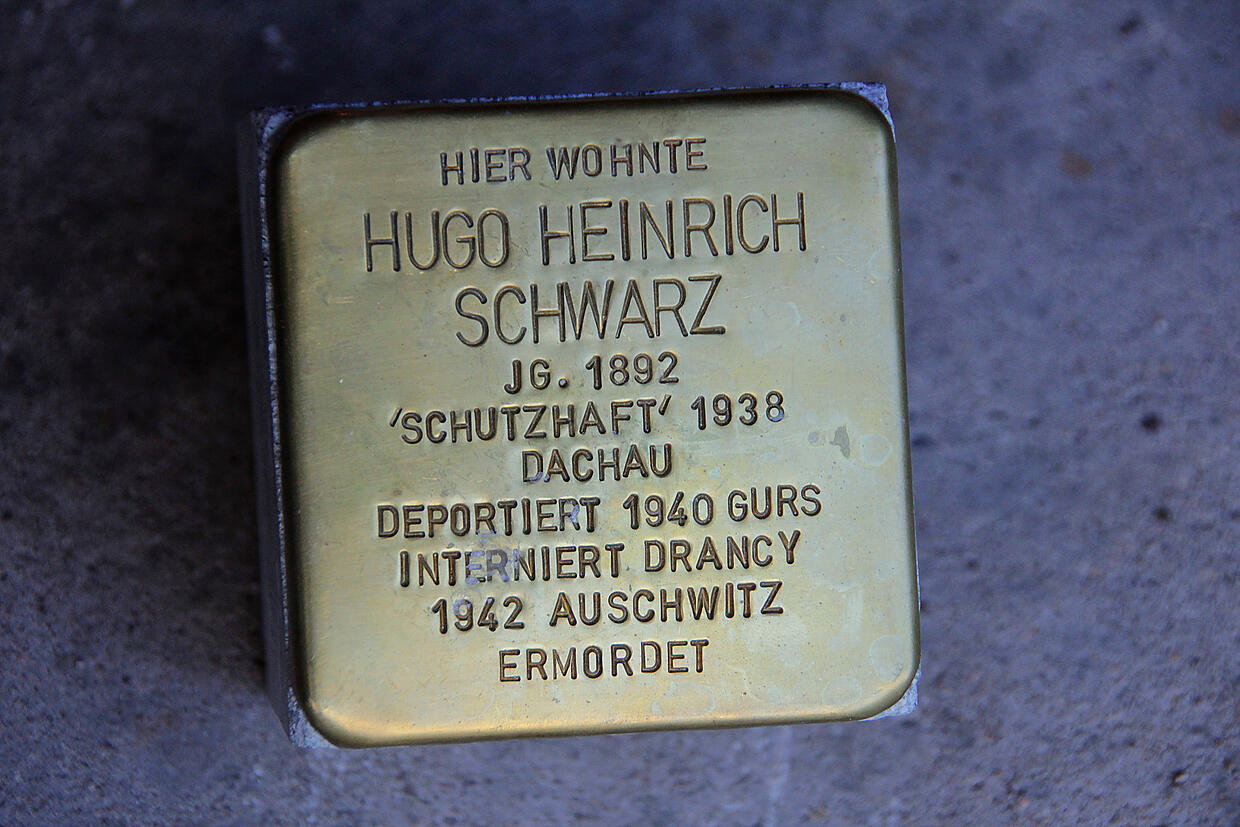 HIER WOHNTE
HUGO HEINRICH
SCHWARZ
JG. 1892
'SCHUTZHAFT' 1938
DACHAU
DEPORTIERT 1940 GURS
INTERNIERT DRANCY
1942 AUSCHWITZ
ERMORDET